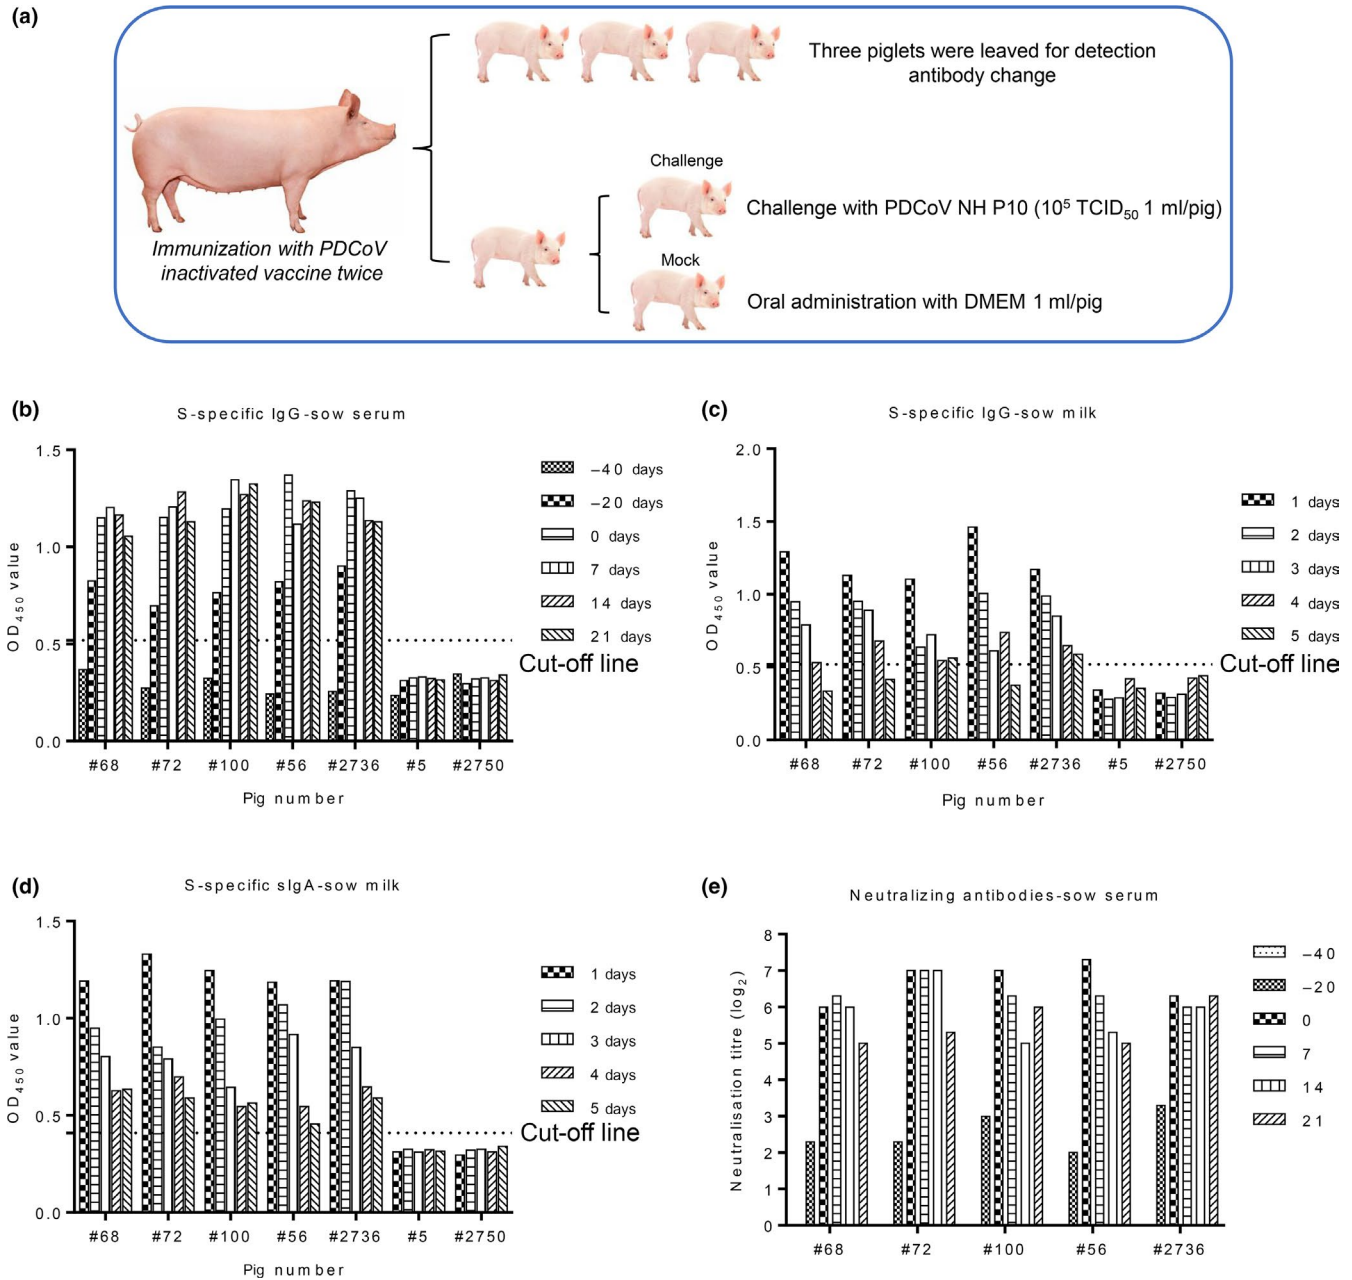 (a)
Three piglets were leaved for detection
antibody change
Immunization with PDCoV
inactivated vaccine twice
Challenge
Challenge with PDCoV NH P10 (10⁵ TCID₅₀ 1 ml/pig)
Mock
Oral administration with DMEM 1 ml/pig
(b)
S-specific IgG-sow serum
OD₄₅₀ value
1.5
1.0
0.5
0.0
Cut-off line
#68 #72 #100 #56 #2736 #5 #2750
Pig number
−40 days
−20 days
0 days
7 days
14 days
21 days
(c)
S-specific IgG-sow milk
OD₄₅₀ value
2.0
1.5
1.0
0.5
0.0
Cut-off line
#68 #72 #100 #56 #2736 #5 #2750
Pig number
1 days
2 days
3 days
4 days
5 days
(d)
S-specific sIgA-sow milk
OD₄₅₀ value
1.5
1.0
0.5
0.0
Cut-off line
#68 #72 #100 #56 #2736 #5 #2750
Pig number
1 days
2 days
3 days
4 days
5 days
(e)
Neutralizing antibodies-sow serum
Neutralisation titre (log₂)
8
7
6
5
4
3
2
1
0
#68 #72 #100 #56 #2736
−40
−20
0
7
14
21